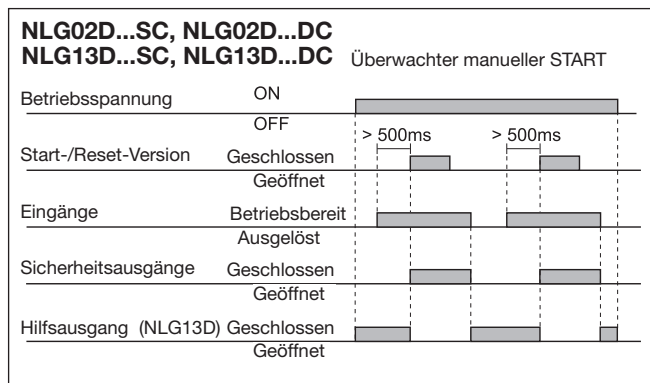 NLG02D...SC, NLG02D...DC
NLG13D...SC, NLG13D...DC Überwachter manueller START
Betriebsspannung ON
OFF
> 500ms > 500ms
Start-/Reset-Version Geschlossen
Geöffnet
Eingänge Betriebsbereit
Ausgelöst
Sicherheitsausgänge Geschlossen
Geöffnet
Hilfsausgang (NLG13D) Geschlossen
Geöffnet